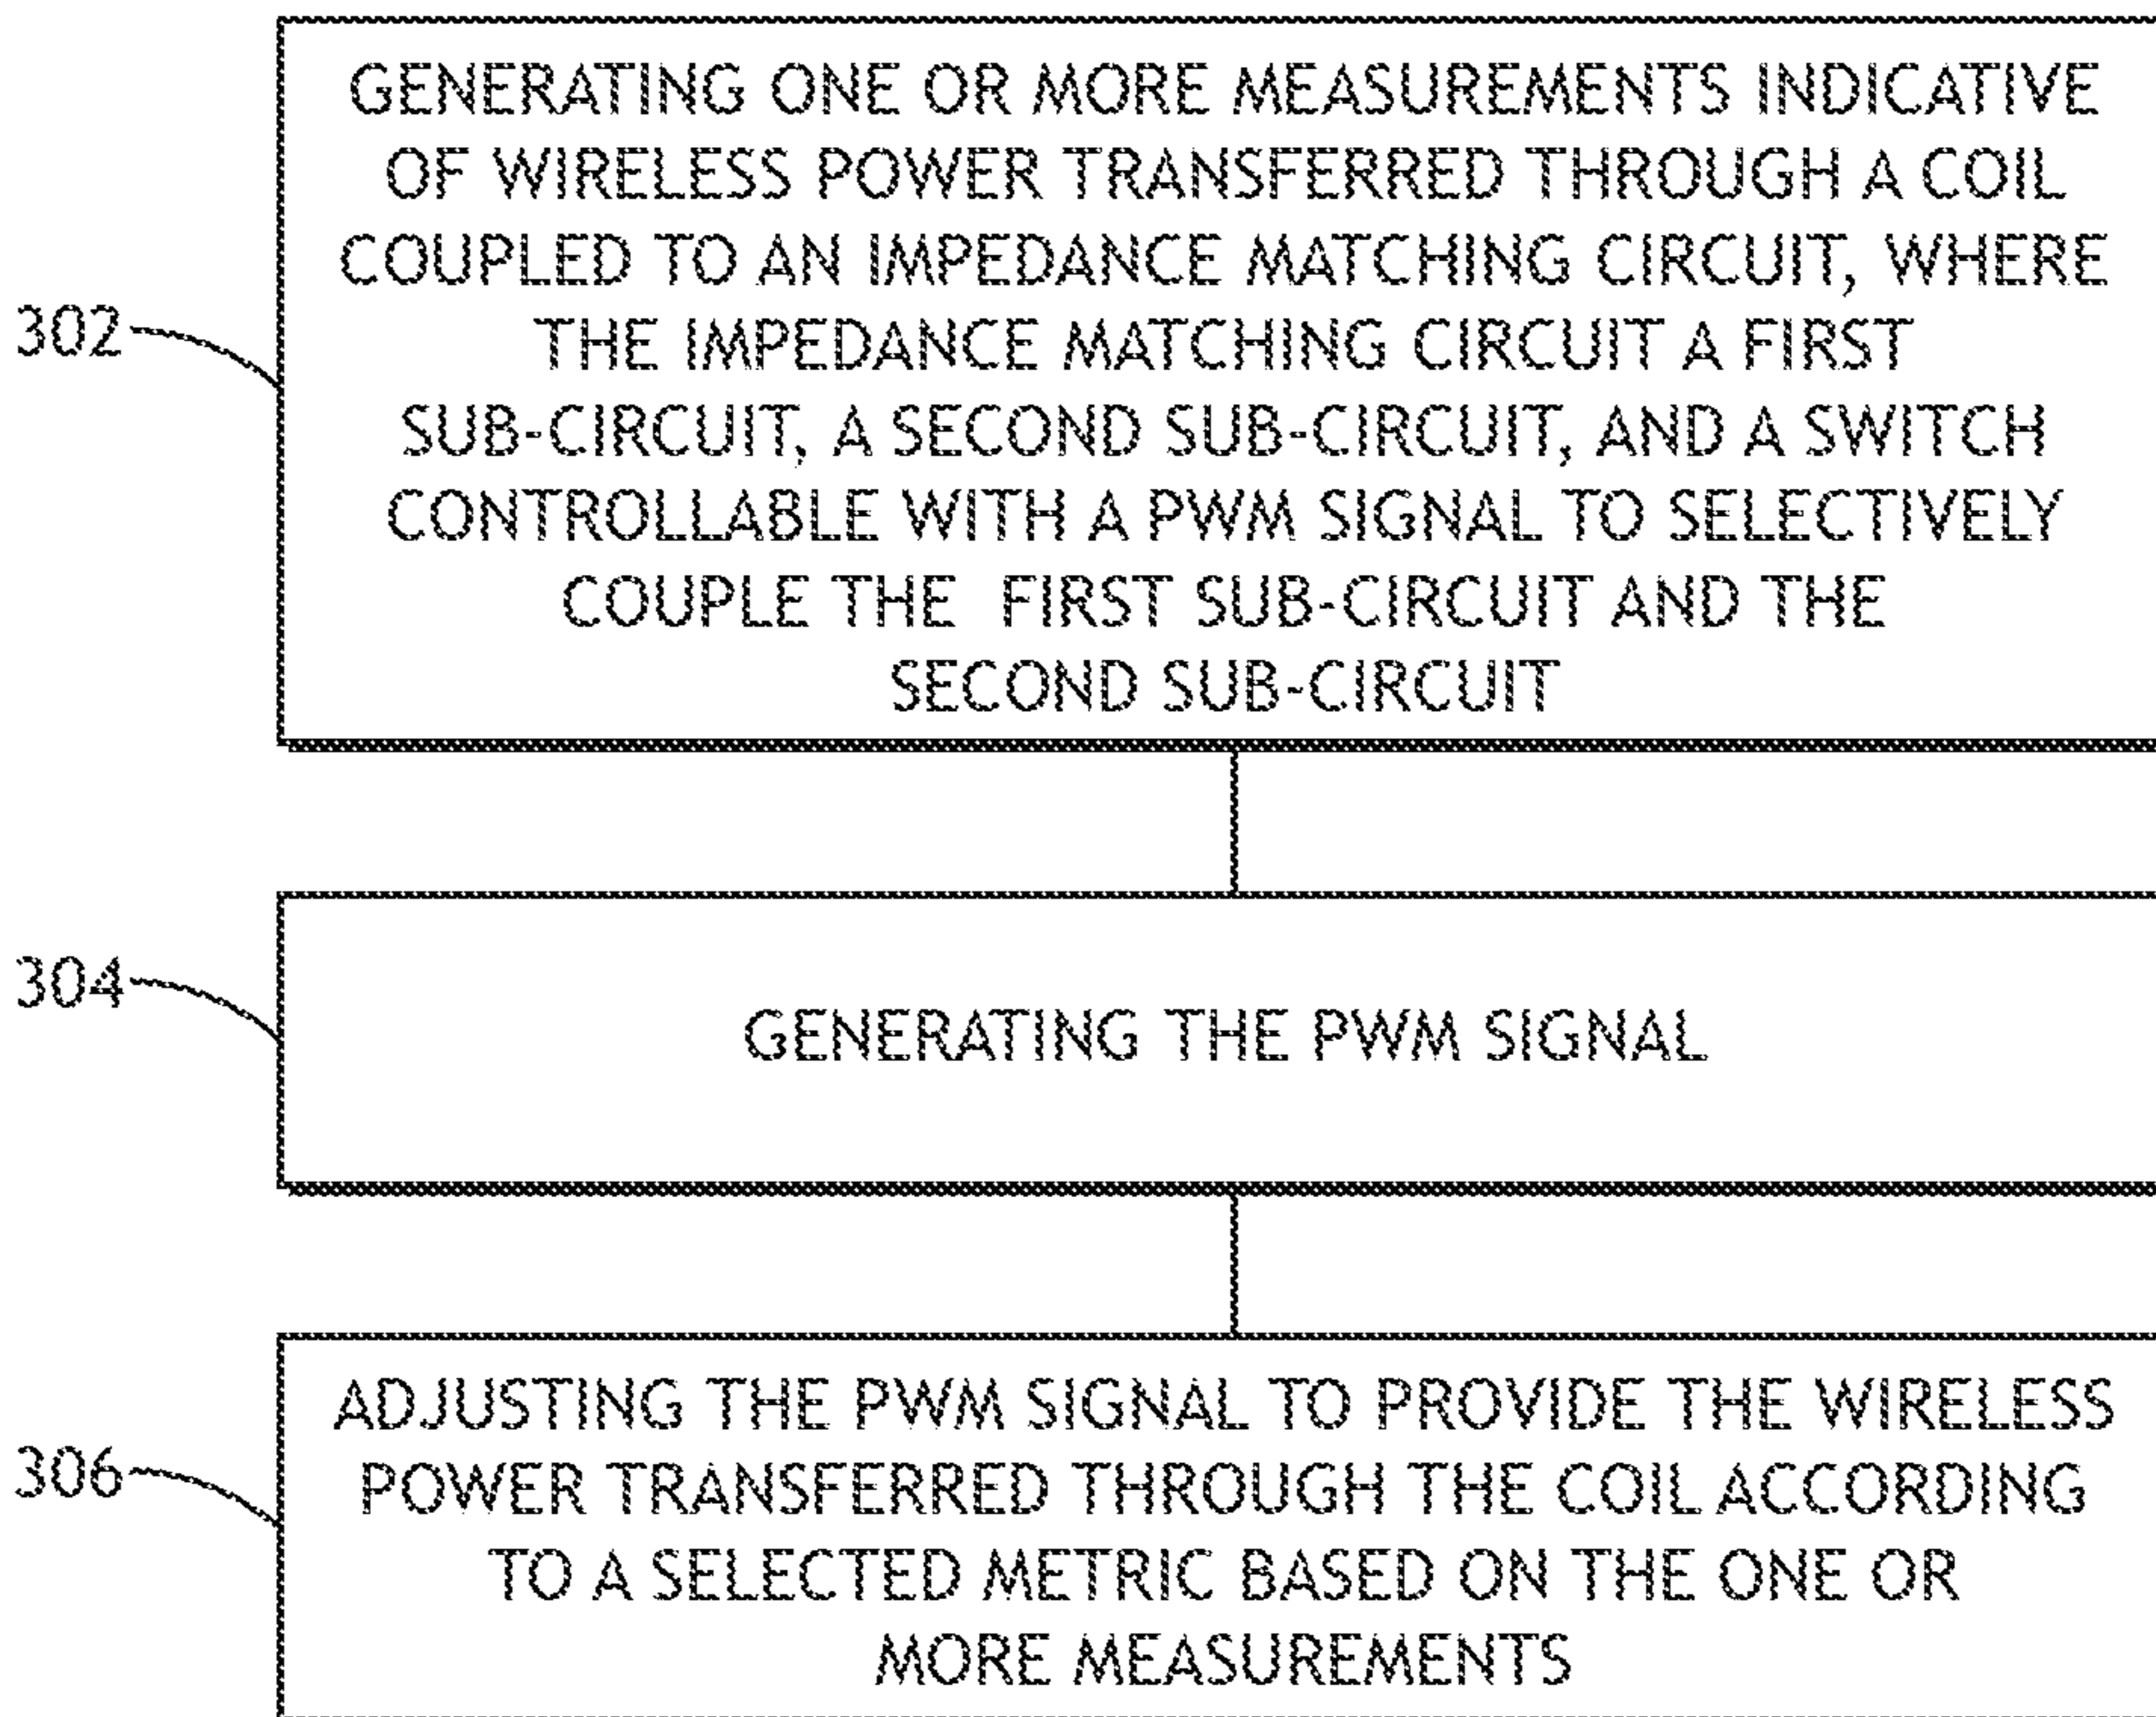 GENERATING ONE OR MORE MEASUREMENTS INDICATIVE
OF WIRELESS POWER TRANSFERRED THROUGH A COIL
COUPLED TO AN IMPEDANCE MATCHING CIRCUIT, WHERE
THE IMPEDANCE MATCHING CIRCUIT A FIRST
SUB-CIRCUIT, A SECOND SUB-CIRCUIT, AND A SWITCH
CONTROLLABLE WITH A PWM SIGNAL TO SELECTIVELY
COUPLE THE FIRST SUB-CIRCUIT AND THE
SECOND SUB-CIRCUIT
302
GENERATING THE PWM SIGNAL
304
ADJUSTING THE PWM SIGNAL TO PROVIDE THE WIRELESS
POWER TRANSFERRED THROUGH THE COIL ACCORDING
TO A SELECTED METRIC BASED ON THE ONE OR
MORE MEASUREMENTS
306